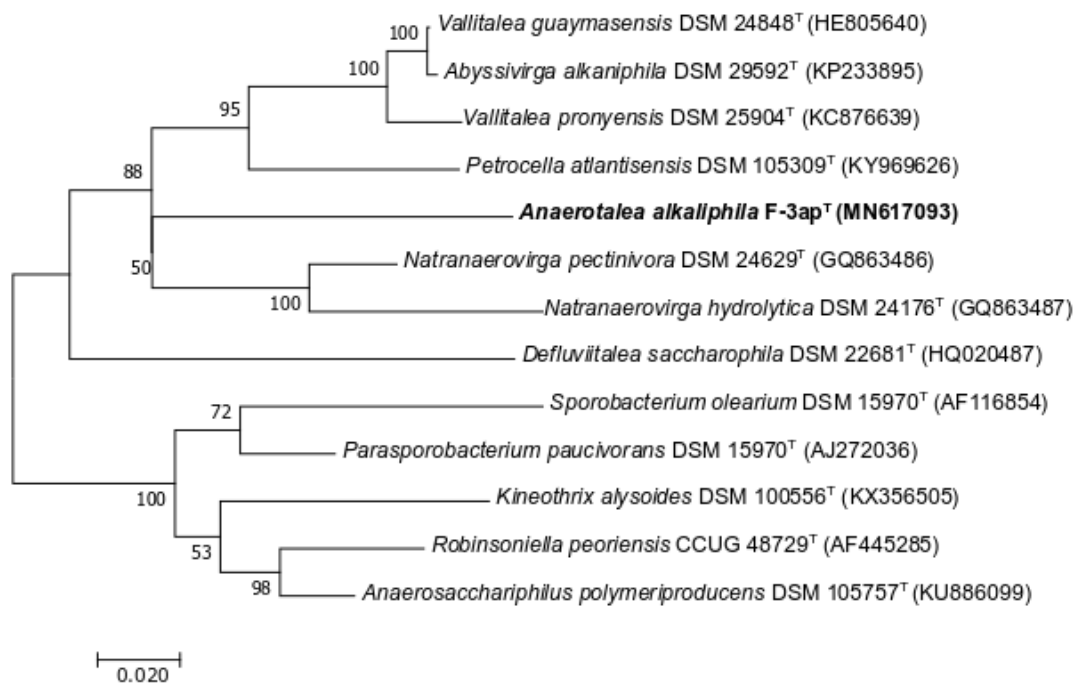 100
Vallitalea guaymasensis DSM 24848ᵀ (HE805640)
100
Abyssivirga alkaniphila DSM 29592ᵀ (KP233895)
95
Vallitalea pronyensis DSM 25904ᵀ (KC876639)
88
Petrocella atlantisensis DSM 105309ᵀ (KY969626)
Anaerotalea alkaliphila F-3apᵀ (MN617093)
50
Natranaerovirga pectinivora DSM 24629ᵀ (GQ863486)
100
Natranaerovirga hydrolytica DSM 24176ᵀ (GQ863487)
Defluviitalea saccharophila DSM 22681ᵀ (HQ020487)
72
Sporobacterium olearium DSM 15970ᵀ (AF116854)
Parasporobacterium paucivorans DSM 15970ᵀ (AJ272036)
100
Kineothrix alysoides DSM 100556ᵀ (KX356505)
53
Robinsoniella peoriensis CCUG 48729ᵀ (AF445285)
98
Anaerosacchariphilus polymeriproducens DSM 105757ᵀ (KU886099)
0.020